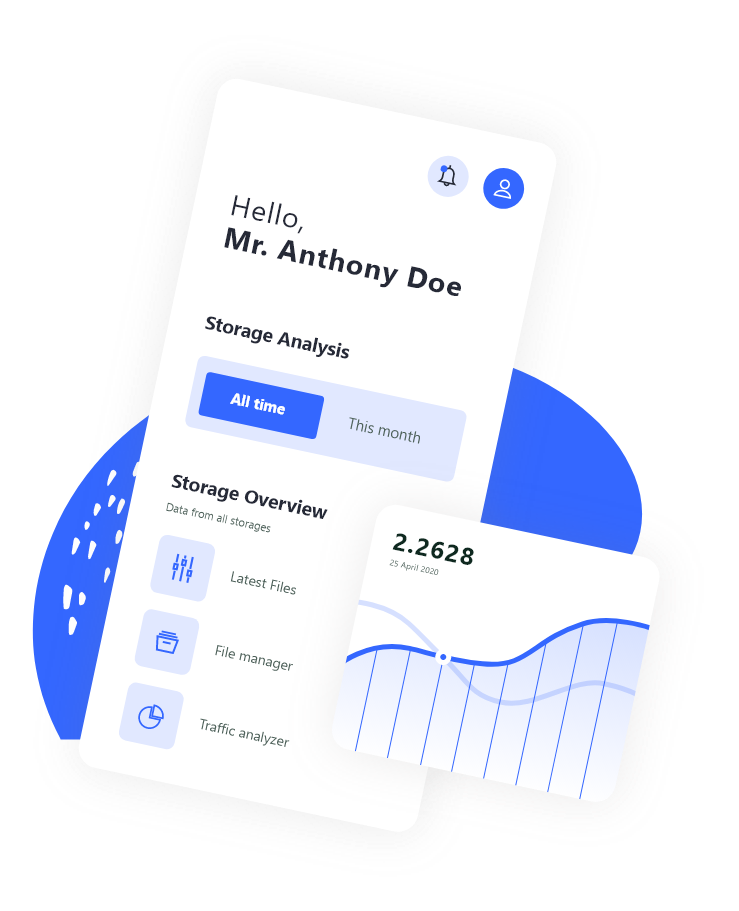 Hello,
Mr. Anthony Doe
Storage Analysis
All time
This month
Storage Overview
Data from all storages
Latest Files
File manager
Traffic analyzer
2.2628
25 April 2020